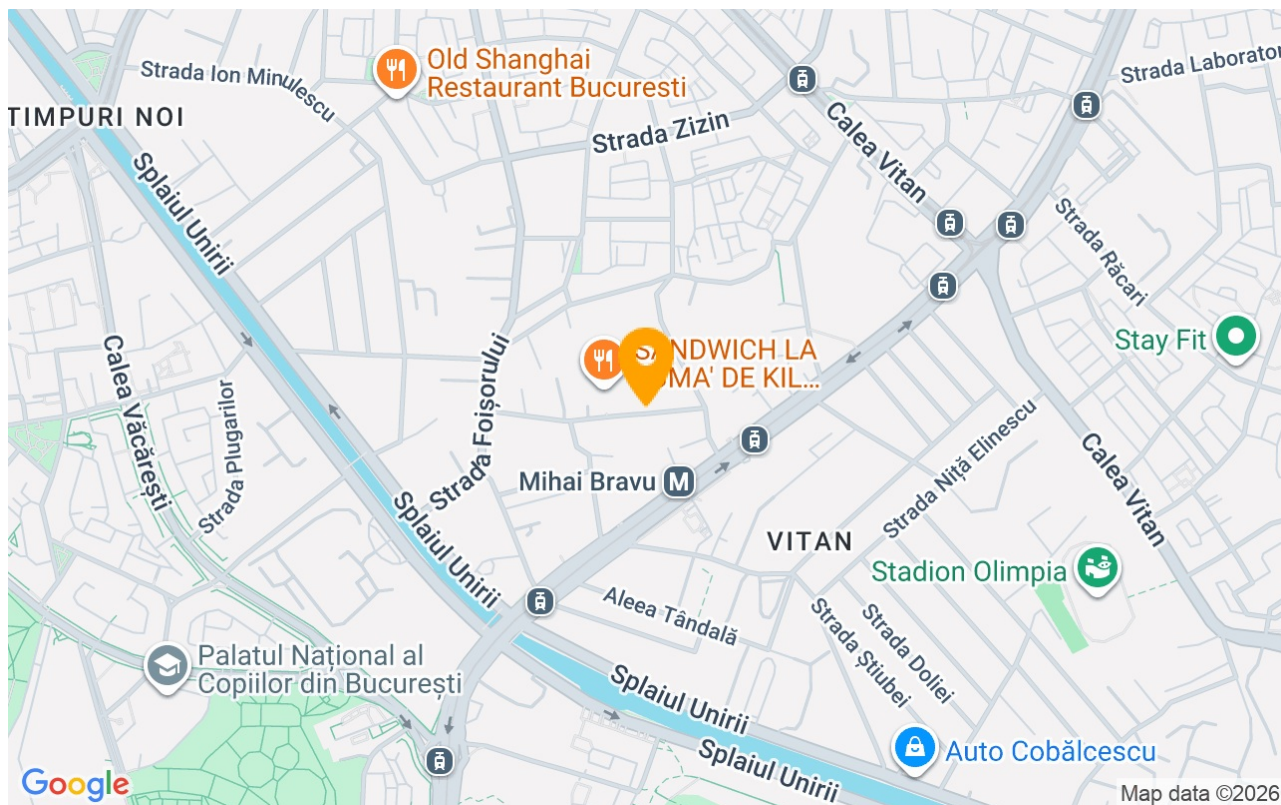 Old Shanghai
Restaurant Bucuresti
Strada Ion Minulescu
Strada Laborator
TIMPURI NOI
Strada Zizin
Calea Vitan
Splaiul Unirii
Strada Răcari
Stay Fit
Calea Văcărești
Strada Plugarilor
Strada Foișorului
LA
DE KIL...
Strada Niță Elinescu
Calea Vitan
Mihai Bravu
M
VITAN
Splaiul Unirii
Stadion Olimpia
Aleea Tândală
Strada Știubei
Strada Doliei
Palatul Național al
Copiilor din București
Splaiul Unirii
Splaiul Unirii
Auto Cobălcescu
Google
Map data ©2026